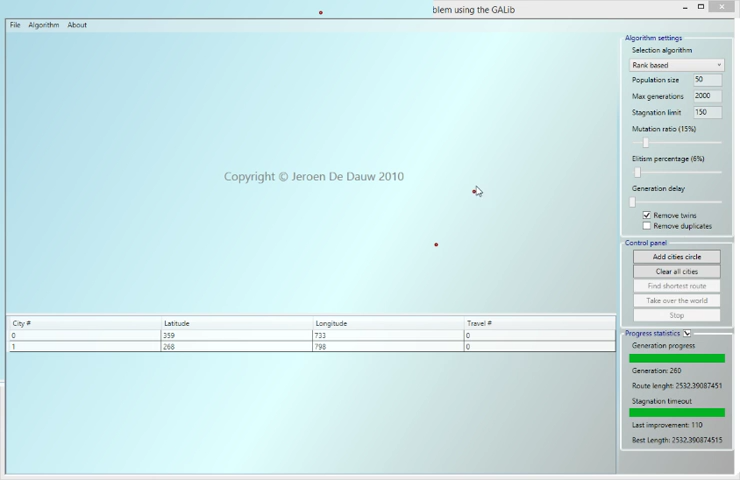 blem using the GALib
File Algorithm About
Algorithm settings
Selection algorithm
Rank based
Population size 50
Max generations 2000
Stagnation limit 150
Mutation ratio (15%)
Elitism percentage (6%)
Generation delay
Remove twins
Remove duplicates
Copyright © Jeroen De Dauw 2010
Control panel
Add cities circle
Clear all cities
Find shortest route
Take over the world
Stop
City # Latitude Longitude Travel #
0 359 733 0
1 268 798 0
Progress statistics
Generation progress
Generation: 260
Route lenght: 2532.39087451
Stagnation timeout
Last improvement: 110
Best Length: 2532.390874515